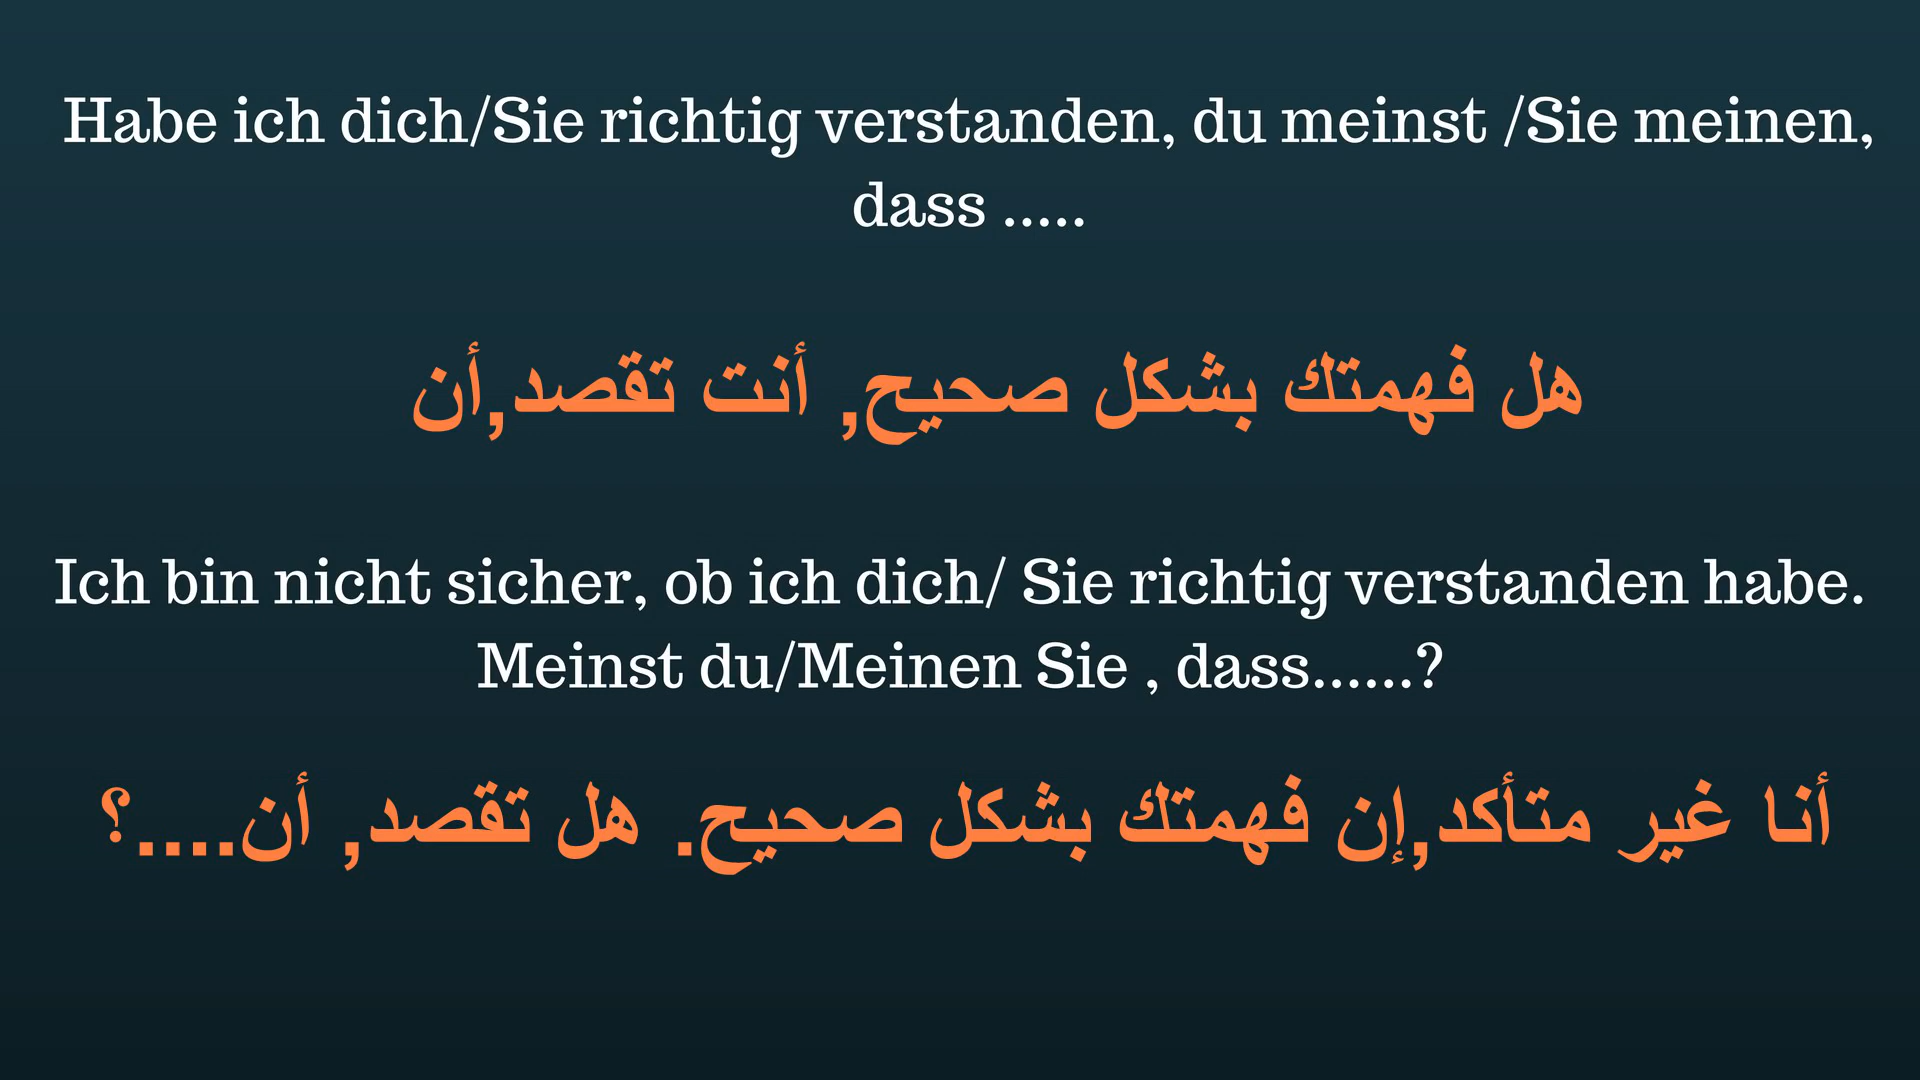 Habe ich dich/Sie richtig verstanden, du meinst /Sie meinen,
dass .....
هل فهمتك بشكل صحيح, أنت تقصد,أن
Ich bin nicht sicher, ob ich dich/ Sie richtig verstanden habe.
Meinst du/Meinen Sie , dass......?
أنا غير متأكد,إن فهمتك بشكل صحيح. هل تقصد, أن....؟